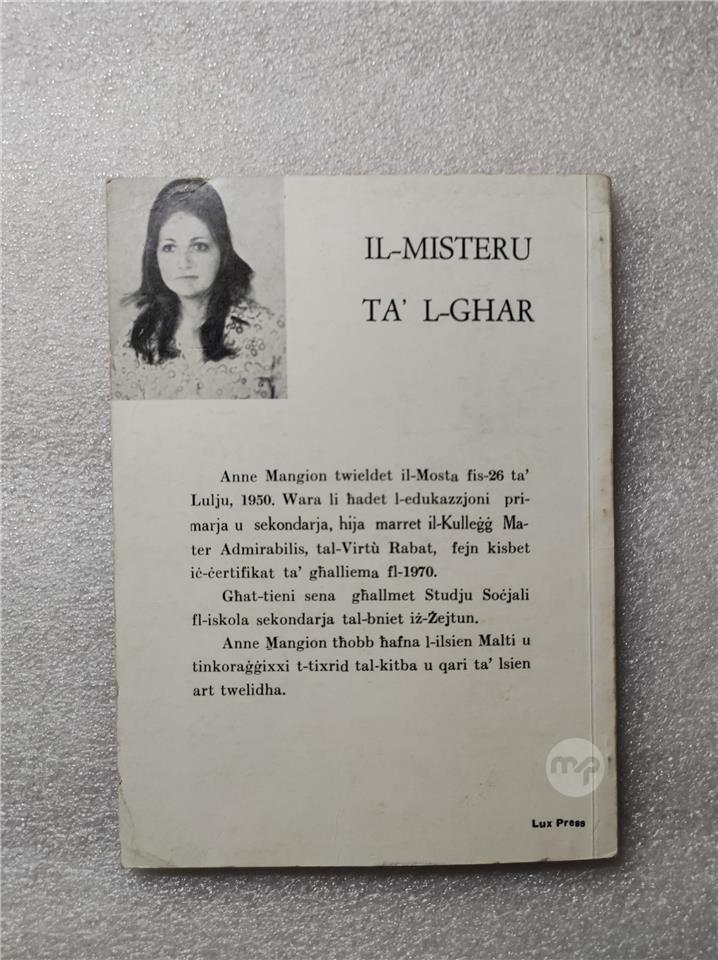 IL-MISTERU
TA' L-GHAR
Anne Mangion twieldet il-Mosta fis-26 ta'
Lulju, 1950. Wara li ħadet l-edukazzjoni pri-
marja u sekondarja, hija marret il-Kulleġġ Ma-
ter Admirabilis, tal-Virtù Rabat, fejn kisbet
iċ-ċertifikat ta' għalliema fl-1970.
Għat-tieni sena għallmet Studju Soċjali
fl-iskola sekondarja tal-bniet iż-Żejtun.
Anne Mangion tħobb ħafna l-ilsien Malti u
tinkoraġġixxi t-tixrid tal-kitba u qari ta' lsien
art twelidha.
mp
Lux Press